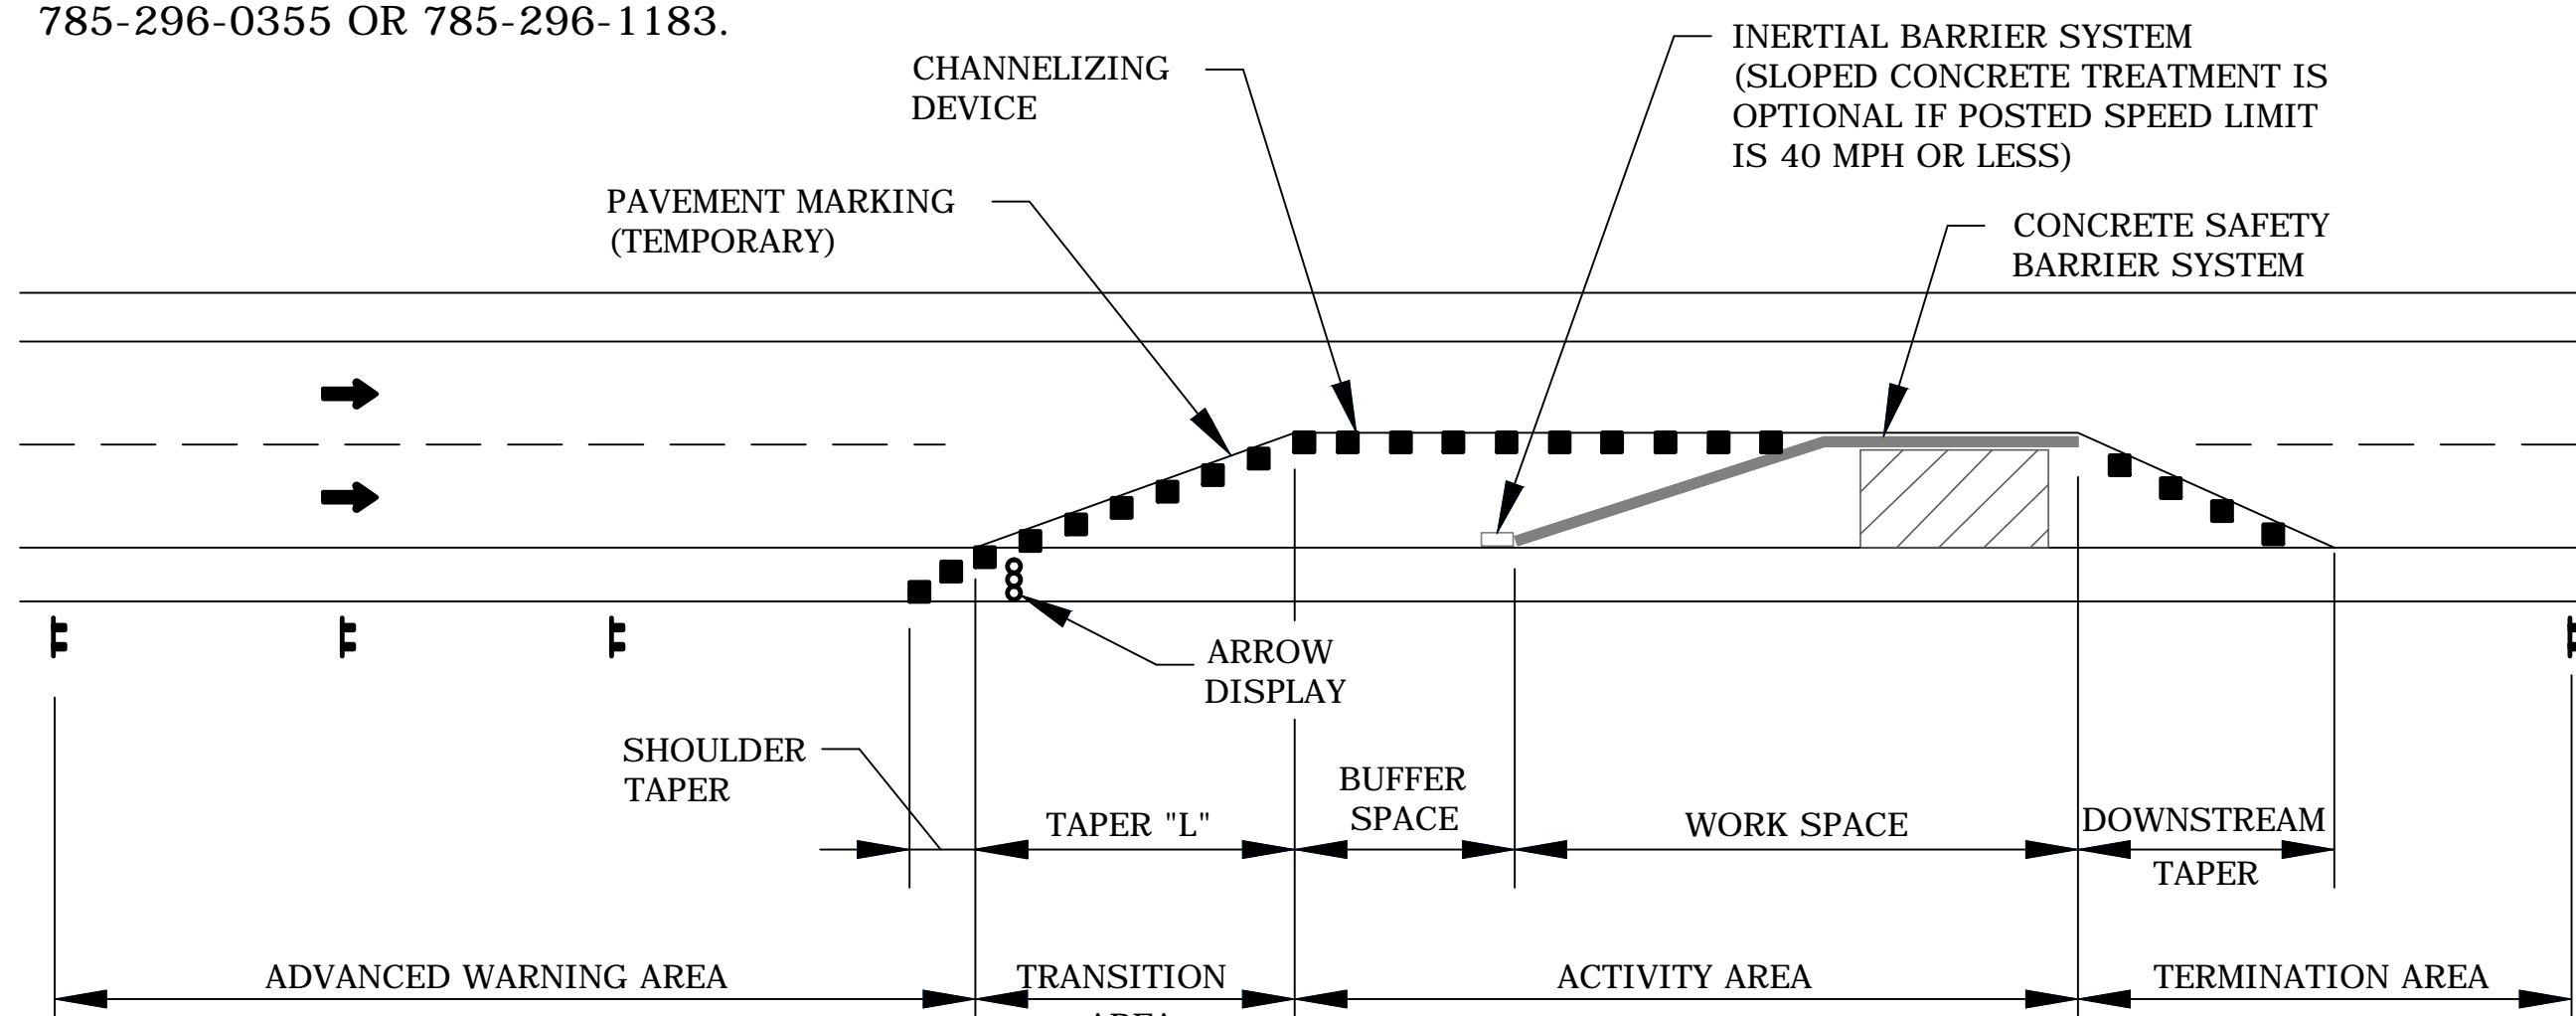 785-296-0355 OR 785-296-1183.
INERTIAL BARRIER SYSTEM
(SLOPED CONCRETE TREATMENT IS
OPTIONAL IF POSTED SPEED LIMIT
IS 40 MPH OR LESS)
CHANNELIZING
DEVICE
PAVEMENT MARKING
(TEMPORARY)
CONCRETE SAFETY
BARRIER SYSTEM
ARROW
DISPLAY
SHOULDER
TAPER
TAPER "L"
BUFFER
SPACE
WORK SPACE
DOWNSTREAM
TAPER
ADVANCED WARNING AREA
TRANSITION
AREA
ACTIVITY AREA
TERMINATION AREA